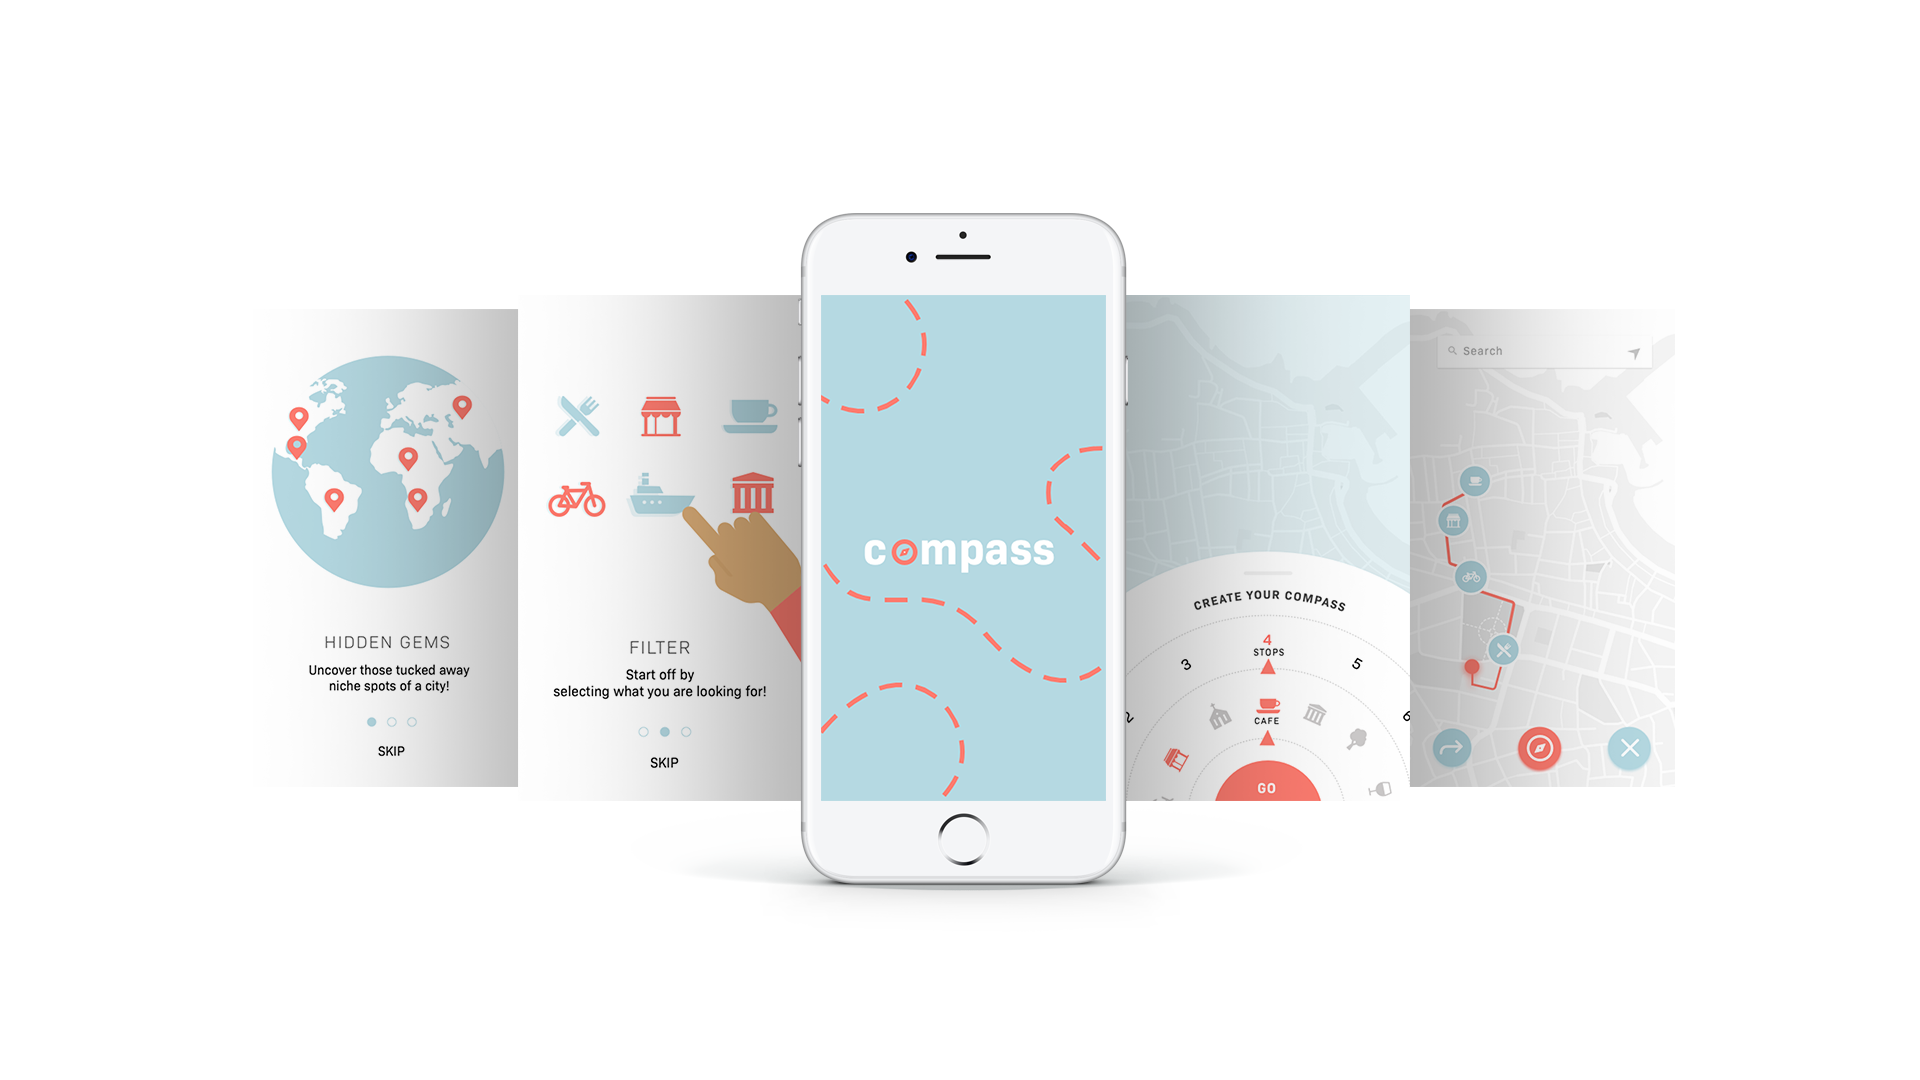 HIDDEN GEMS
Uncover those tucked away
niche spots of a city!
SKIP
FILTER
Start off by
selecting what you are looking for!
SKIP
compass
CREATE YOUR COMPASS
4
STOPS
3
5
2
6
CAFE
GO
Search